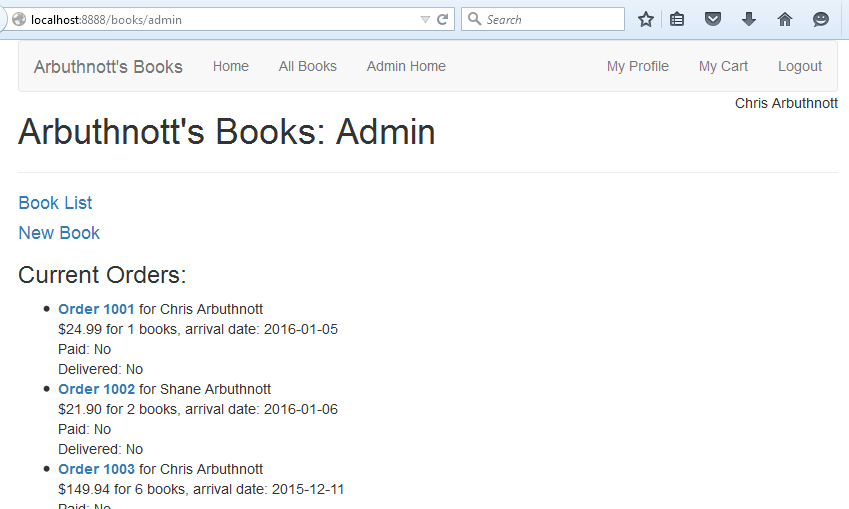 localhost:8888/books/admin
Search
Arbuthnott's Books Home All Books Admin Home My Profile My Cart Logout
Chris Arbuthnott
Arbuthnott's Books: Admin
Book List
New Book
Current Orders:
Order 1001 for Chris Arbuthnott
$24.99 for 1 books, arrival date: 2016-01-05
Paid: No
Delivered: No
Order 1002 for Shane Arbuthnott
$21.90 for 2 books, arrival date: 2016-01-06
Paid: No
Delivered: No
Order 1003 for Chris Arbuthnott
$149.94 for 6 books, arrival date: 2015-12-11
Paid: No